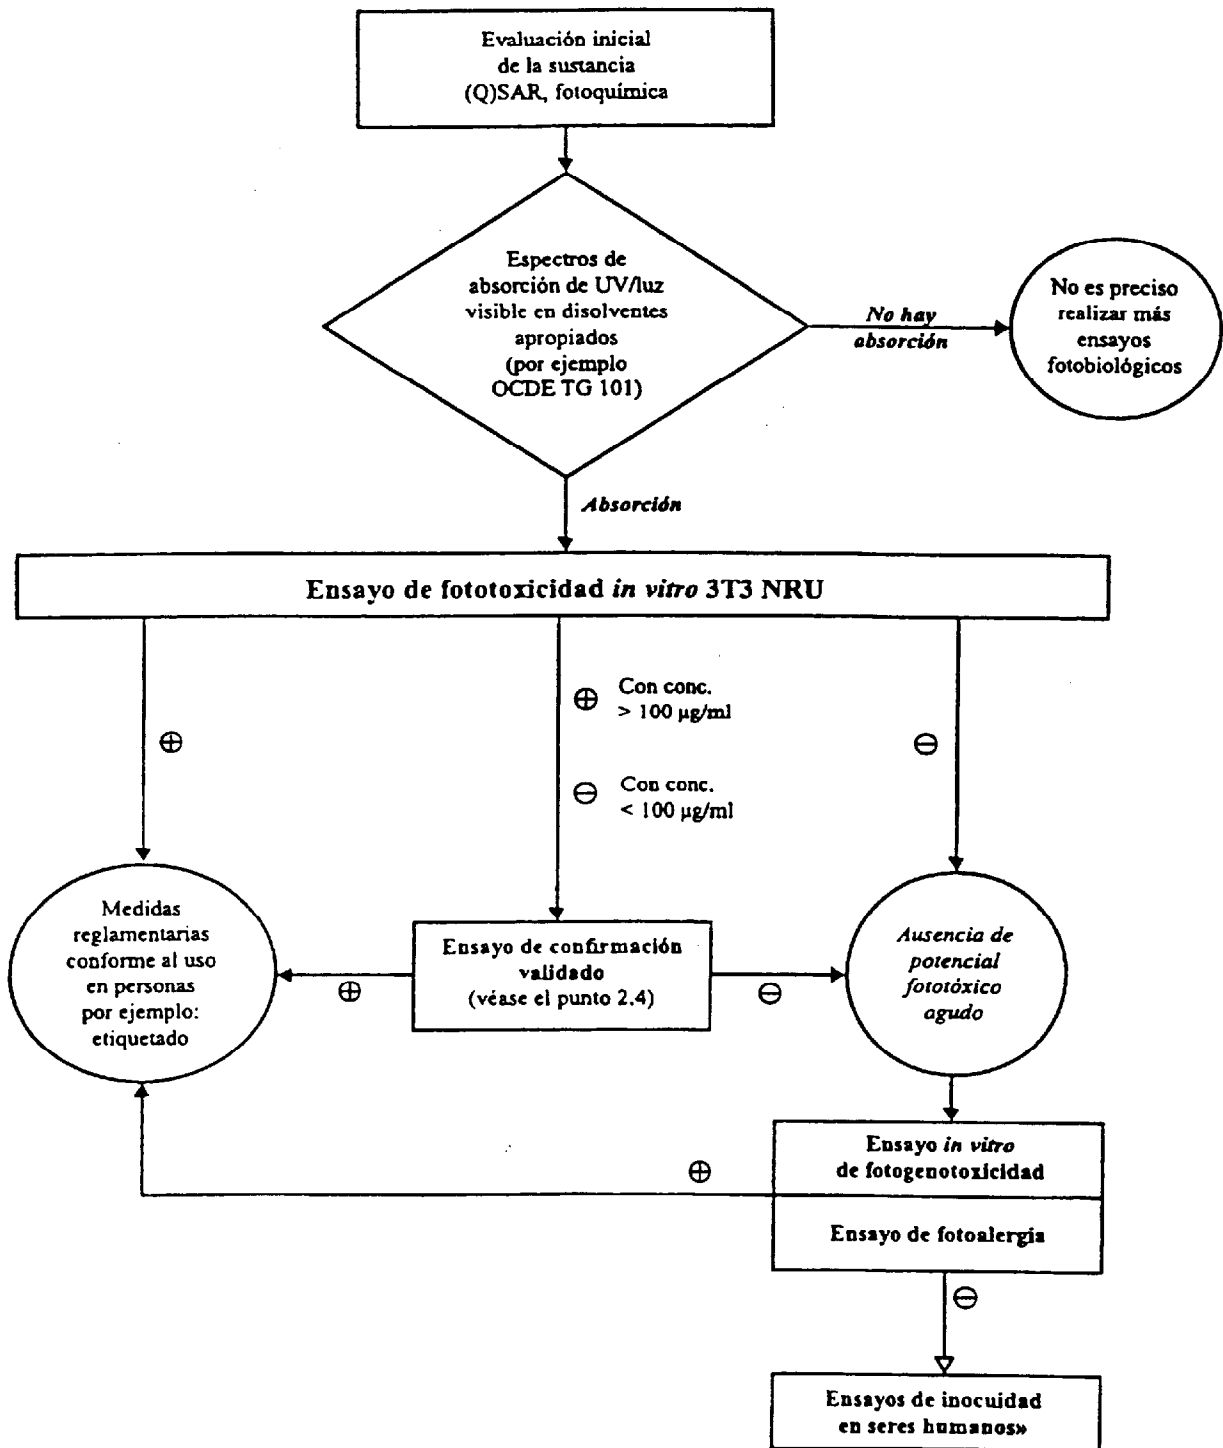 Evaluación inicial
de la sustancia
(Q)SAR, fotoquímica
Espectros de
absorción de UV/luz
visible en disolventes
apropiados
(por ejemplo
OCDE TG 101)
No hay
absorción
No es preciso
realizar más
ensayos
fotobiológicos
Absorción
Ensayo de fototoxicidad in vitro 3T3 NRU
⊕
⊕ Con conc.
> 100 µg/ml
⊖ Con conc.
< 100 µg/ml
⊖
Medidas
reglamentarias
conforme al uso
en personas
por ejemplo:
etiquetado
⊕
Ensayo de confirmación
validado
(véase el punto 2.4)
⊖
Ausencia de
potencial
fototóxico
agudo
⊕
Ensayo in vitro
de fotogenotoxicidad
Ensayo de fotoalergia
⊖
Ensayos de inocuidad
en seres humanos»